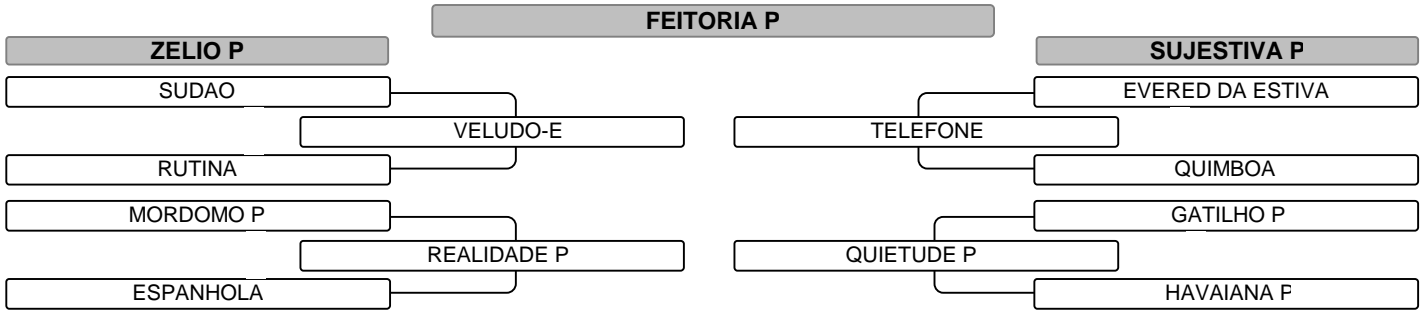 FEITORIA P
ZELIO P
SUJESTIVA P
SUDAO
EVERED DA ESTIVA
VELUDO-E
TELEFONE
RUTINA
QUIMBOA
MORDOMO P
GATILHO P
REALIDADE P
QUIETUDE P
ESPANHOLA
HAVAIANA P